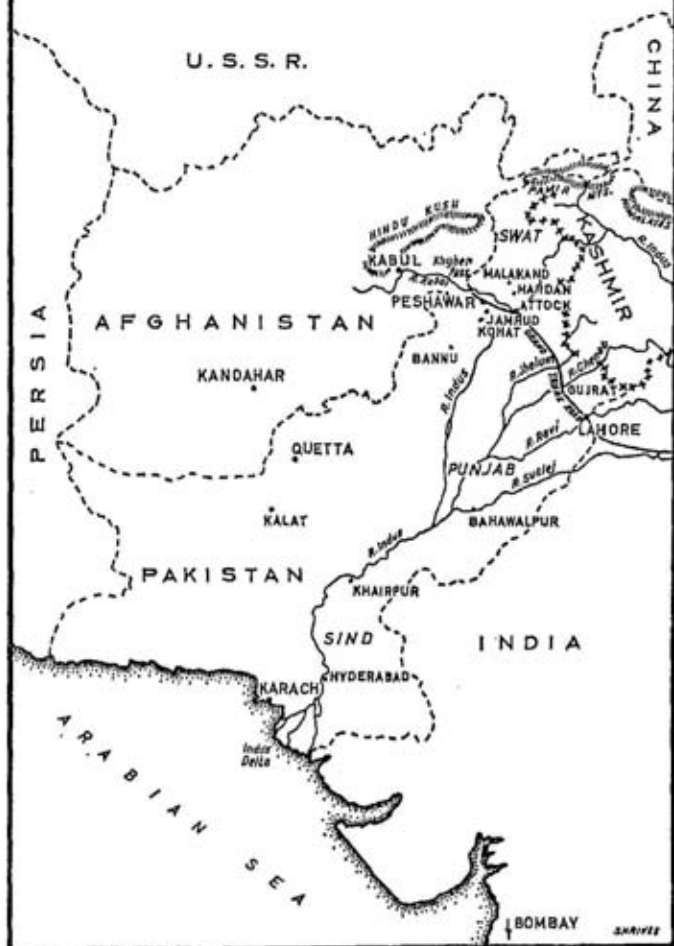 U.S.S.R.
CHINA
PAMIR MTS.
HINDU KUSH
SWAT
KASHMIR
R. Indus
KABUL
Khyber Pass
MALAKAND
R. Kabul
MARDAN
PESHAWAR
ATTOCK
JAMRUD
KOHAT
PERSIA
AFGHANISTAN
BANNU
R. Indus
R. Jhelum
R. Chenab
GUJRAT
KANDAHAR
LAHORE
QUETTA
R. Ravi
PUNJAB
R. Sutlej
KALAT
BAHAWALPUR
R. Indus
PAKISTAN
KHAIRPUR
SIND
INDIA
HYDERABAD
KARACHI
Indus Delta
ARABIAN SEA
BOMBAY